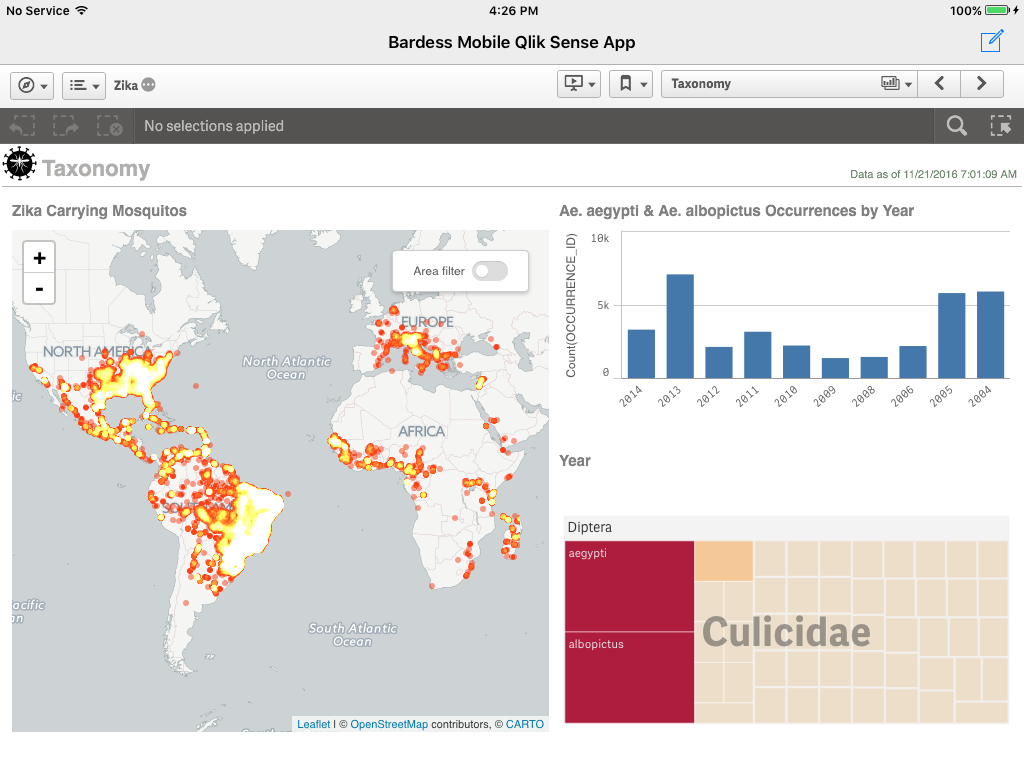 No Service
4:26 PM
100%
Bardess Mobile Qlik Sense App
Zika
Taxonomy
No selections applied
Taxonomy
Data as of 11/21/2016 7:01:09 AM
Zika Carrying Mosquitos
+
-
Area filter
NORTH AMERICA
EUROPE
North Atlantic
Ocean
AFRICA
South Atlantic
Ocean
Leaflet | © OpenStreetMap contributors, © CARTO
Ae. aegypti & Ae. albopictus Occurrences by Year
Count(OCCURRENCE_ID)
10k
5k
0
2014 2013 2012 2011 2010 2009 2008 2006 2005 2004
Year
Diptera
aegypti
albopictus
Culicidae